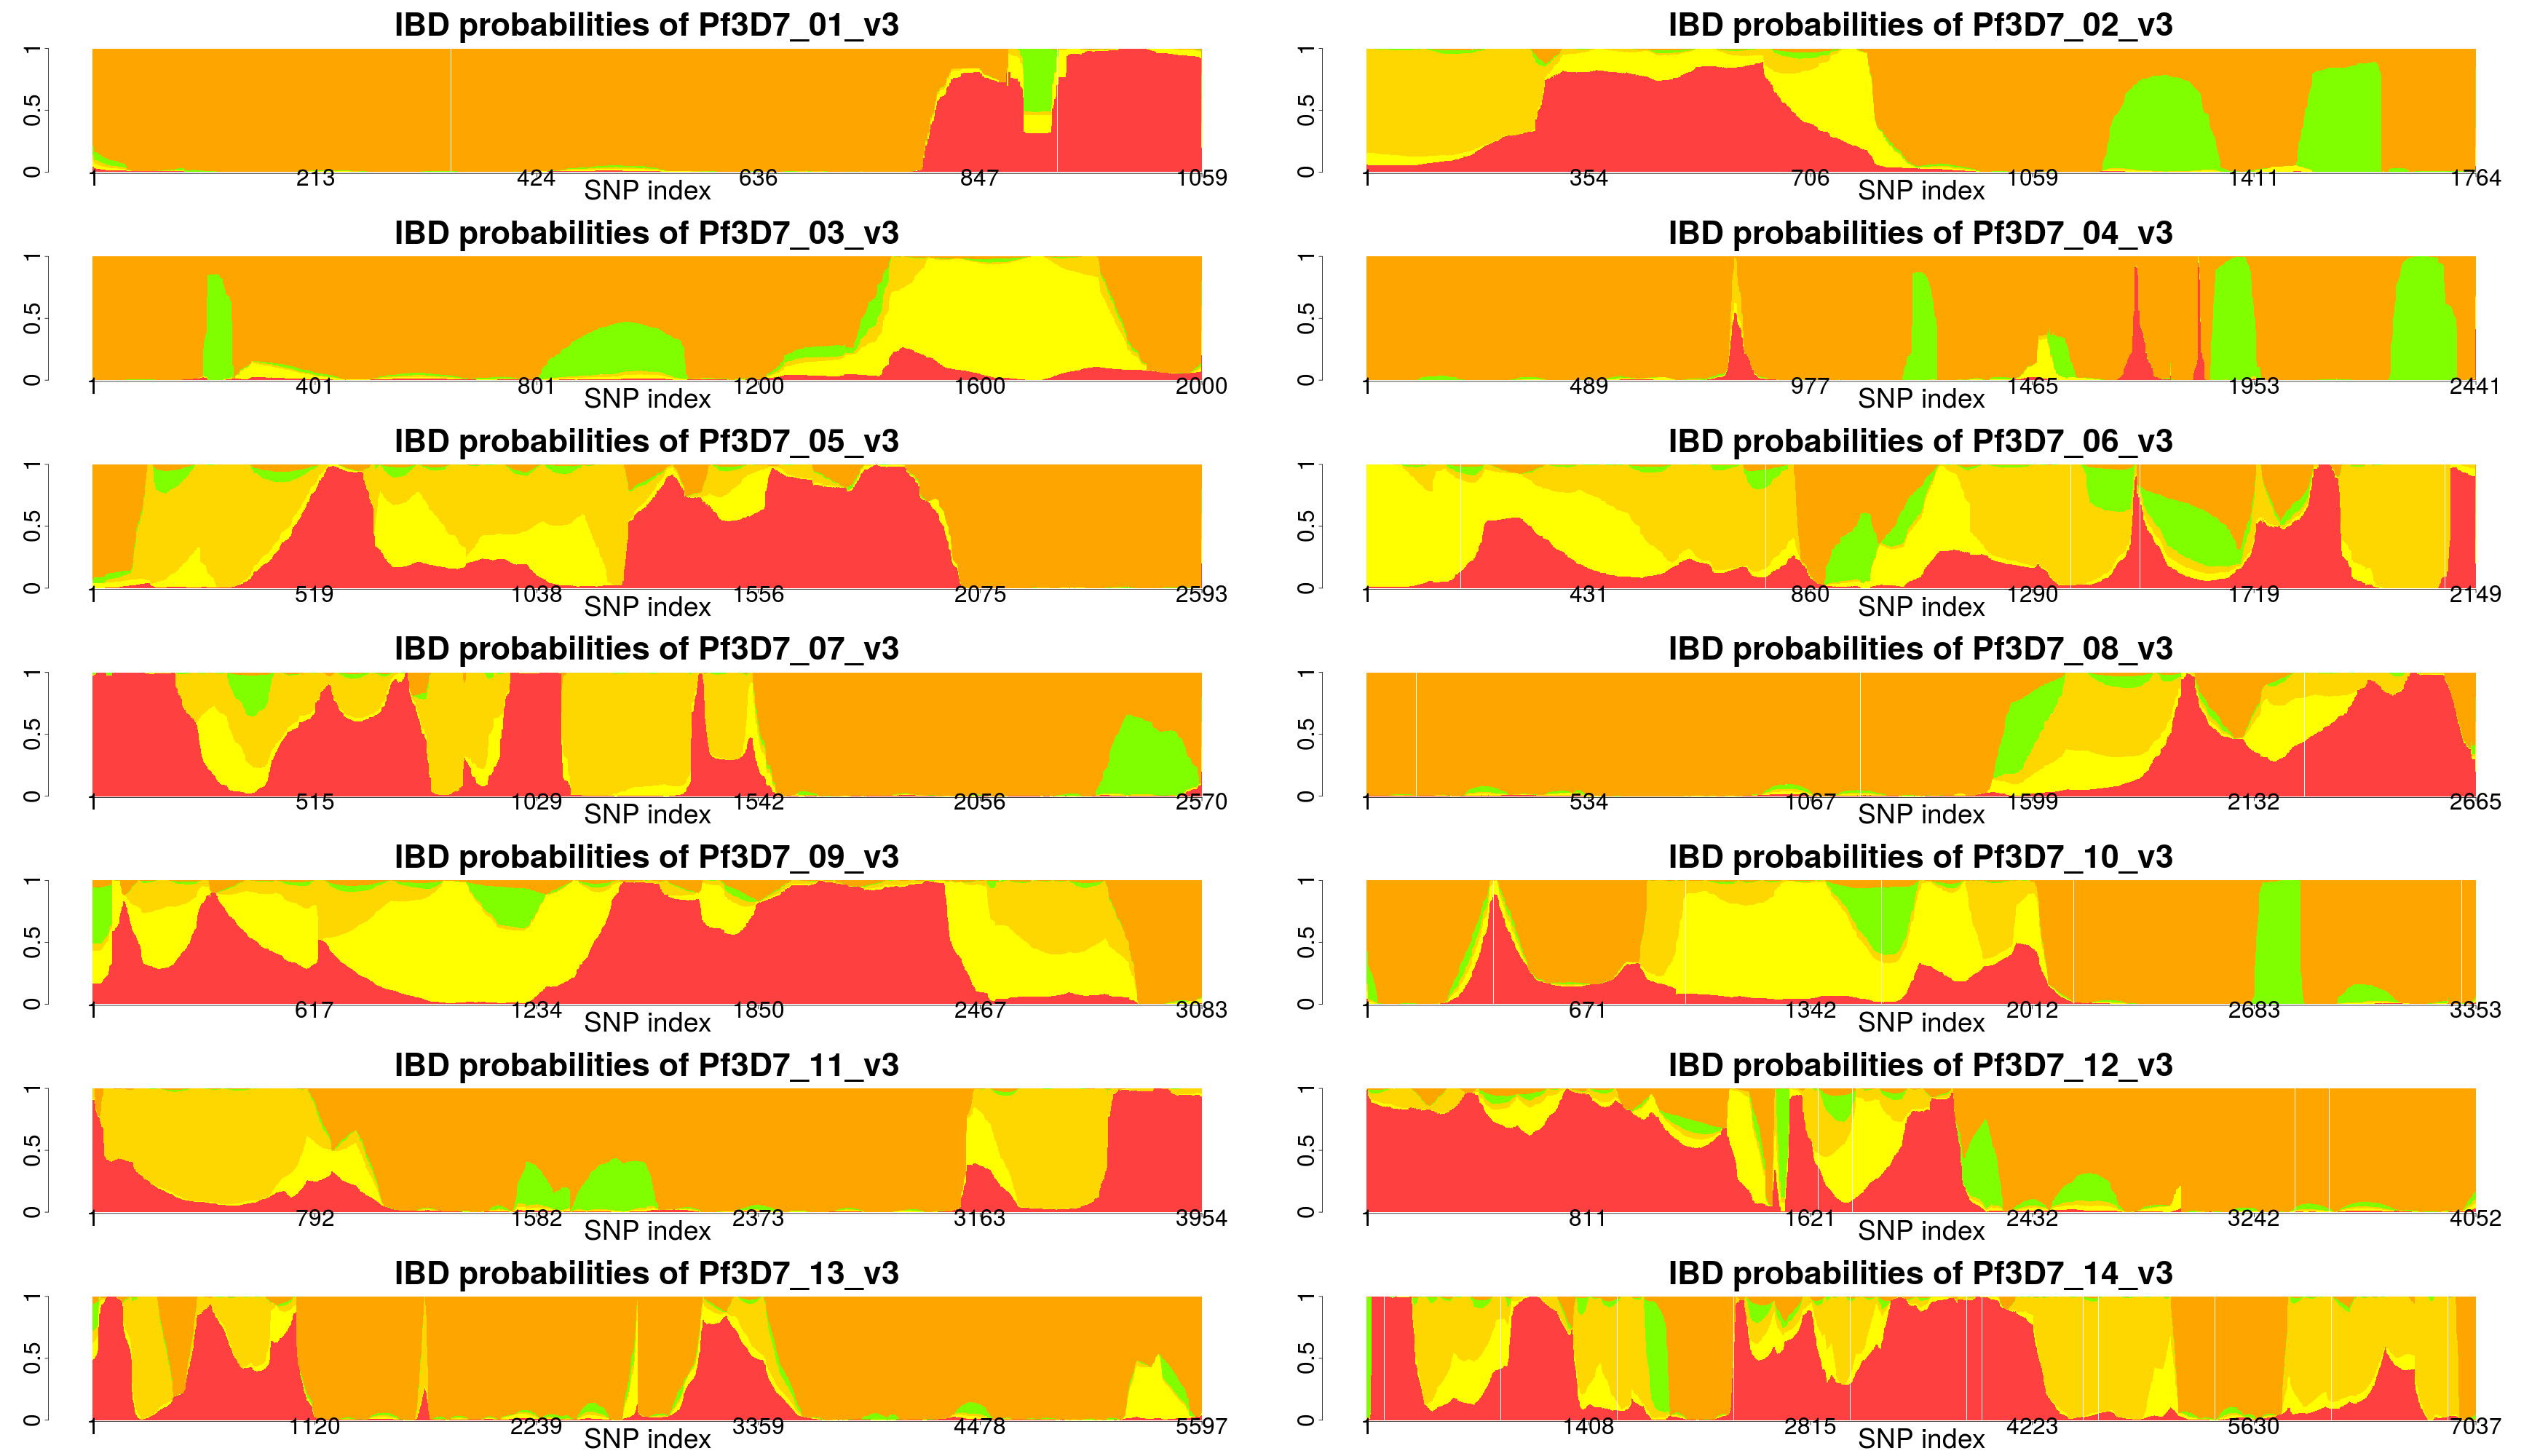 IBD probabilities of Pf3D7_01_v3
0 0.5 1
1 213 424 636 847 1059
SNP index
IBD probabilities of Pf3D7_02_v3
0 0.5 1
1 354 706 1059 1411 1764
SNP index
IBD probabilities of Pf3D7_03_v3
0 0.5 1
1 401 801 1200 1600 2000
SNP index
IBD probabilities of Pf3D7_04_v3
0 0.5 1
1 489 977 1465 1953 2441
SNP index
IBD probabilities of Pf3D7_05_v3
0 0.5 1
1 519 1038 1556 2075 2593
SNP index
IBD probabilities of Pf3D7_06_v3
0 0.5 1
1 431 860 1290 1719 2149
SNP index
IBD probabilities of Pf3D7_07_v3
0 0.5 1
1 515 1029 1542 2056 2570
SNP index
IBD probabilities of Pf3D7_08_v3
0 0.5 1
1 534 1067 1599 2132 2665
SNP index
IBD probabilities of Pf3D7_09_v3
0 0.5 1
1 617 1234 1850 2467 3083
SNP index
IBD probabilities of Pf3D7_10_v3
0 0.5 1
1 671 1342 2012 2683 3353
SNP index
IBD probabilities of Pf3D7_11_v3
0 0.5 1
1 792 1582 2373 3163 3954
SNP index
IBD probabilities of Pf3D7_12_v3
0 0.5 1
1 811 1621 2432 3242 4052
SNP index
IBD probabilities of Pf3D7_13_v3
0 0.5 1
1 1120 2239 3359 4478 5597
SNP index
IBD probabilities of Pf3D7_14_v3
0 0.5 1
1 1408 2815 4223 5630 7037
SNP index